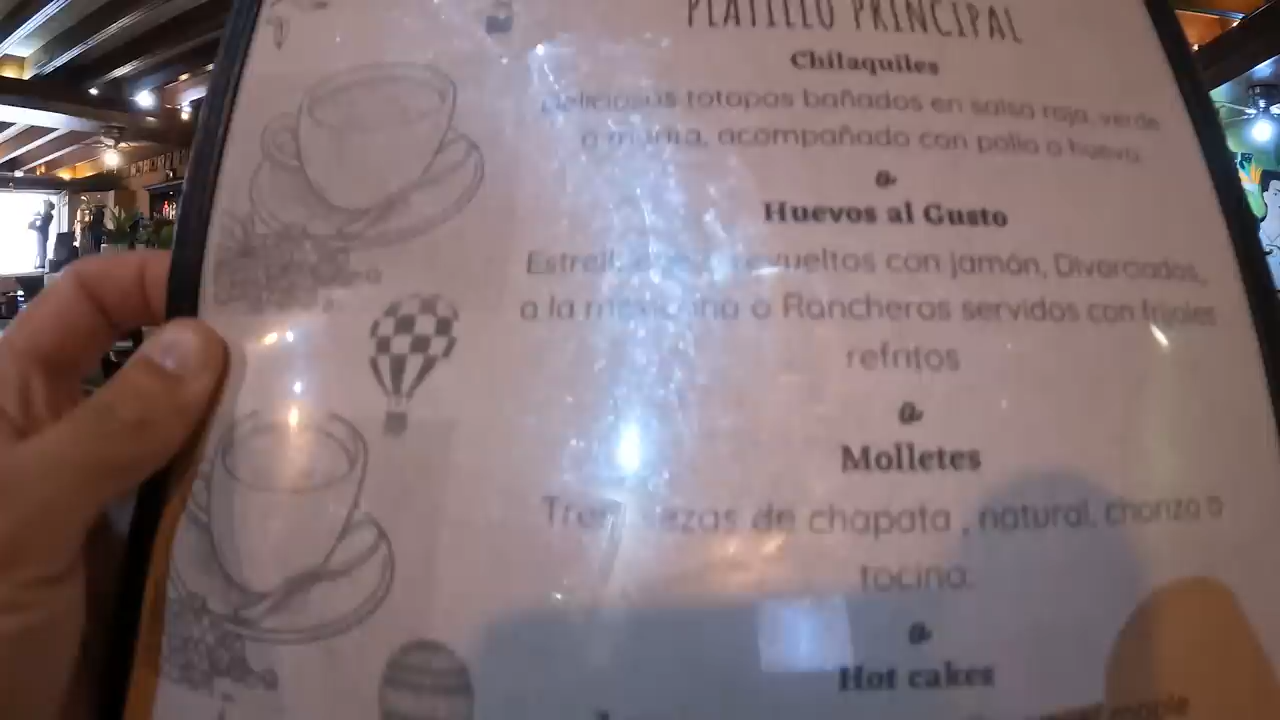 PLATILLO PRINCIPAL
Chilaquiles
Deliciosos totopos bañados en salsa roja, verde
o mixta, acompañado con pollo o huevo.
o
Huevos al Gusto
revueltos con jamón, Divorciados,
a la mexicana o Rancheros servidos con frijoles
refritos
o
Molletes
Tres piezas de chapata , natural, chorizo o
tocino.
o
Hot cakes